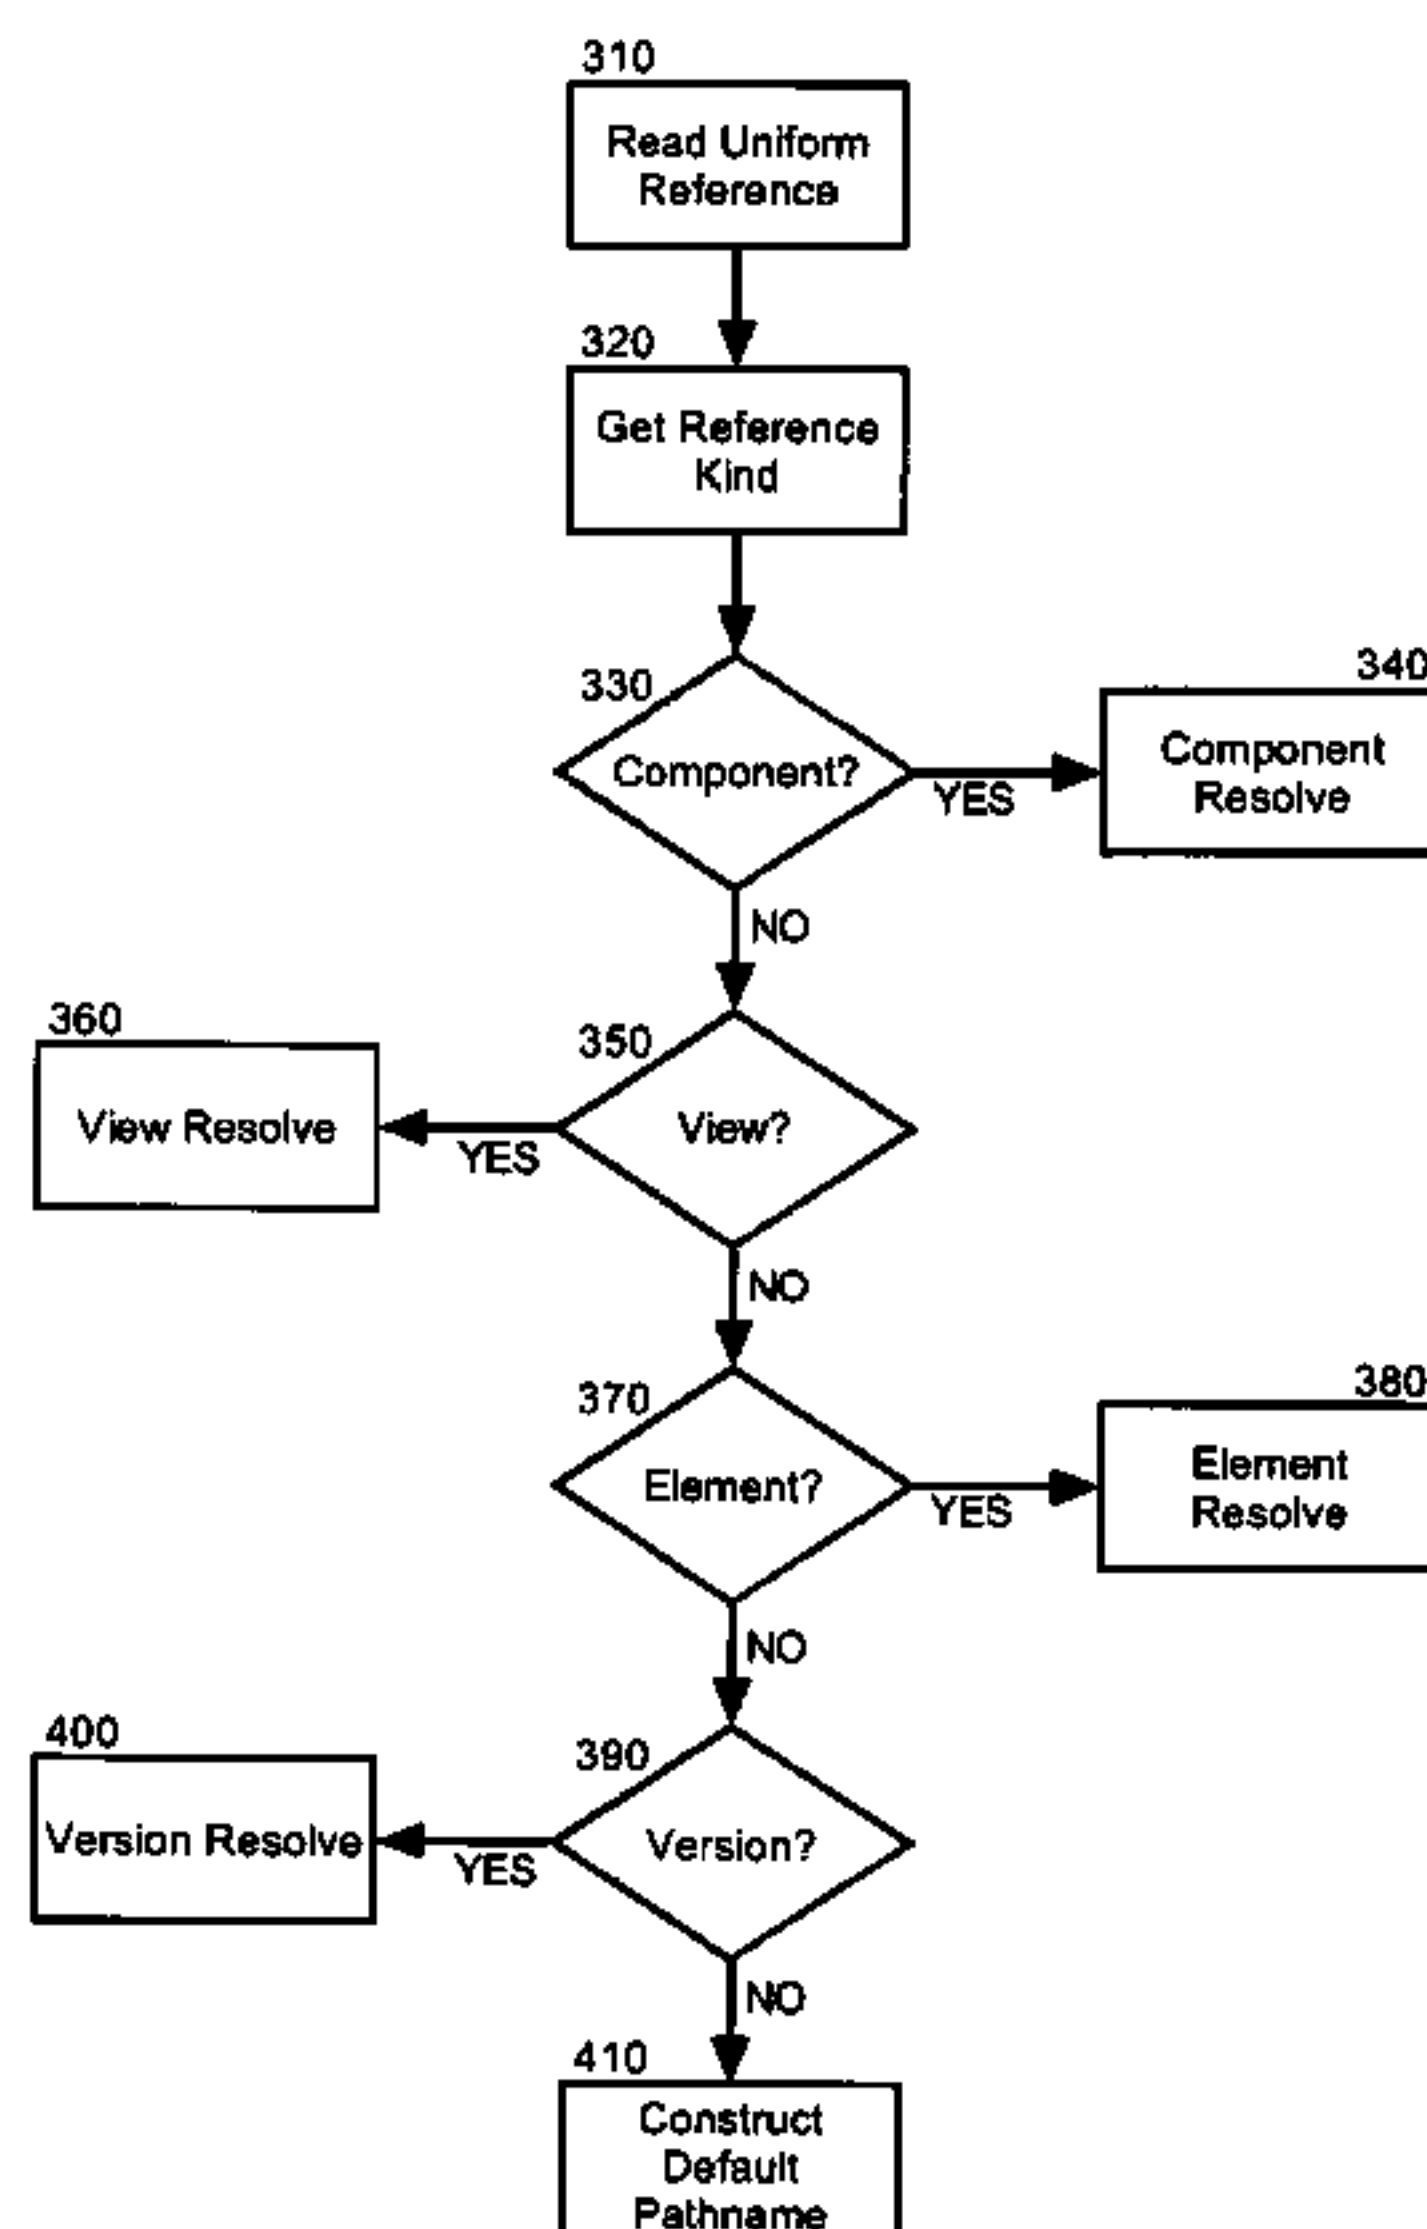 310
Read Uniform
Reference
320
Get Reference
Kind
330
Component?
YES
340
Component
Resolve
NO
360
View Resolve
YES
350
View?
NO
370
Element?
YES
380
Element
Resolve
NO
400
Version Resolve
YES
390
Version?
NO
410
Construct
Default
Pathname